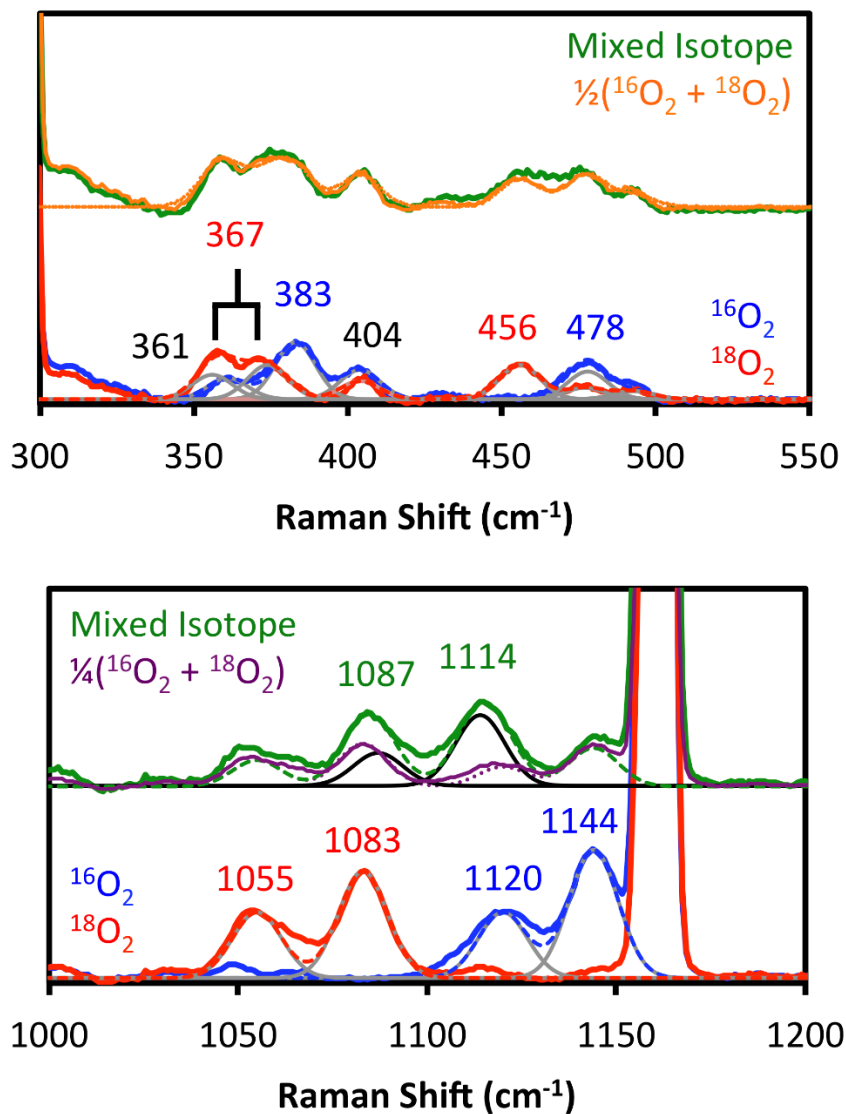 Mixed Isotope
½(¹⁶O₂ + ¹⁸O₂)
367
383
361
404
456
478
¹⁶O₂
¹⁸O₂
300 350 400 450 500 550
Raman Shift (cm⁻¹)
Mixed Isotope
¼(¹⁶O₂ + ¹⁸O₂)
1087
1114
1144
1083
1055
1120
¹⁶O₂
¹⁸O₂
1000 1050 1100 1150 1200
Raman Shift (cm⁻¹)